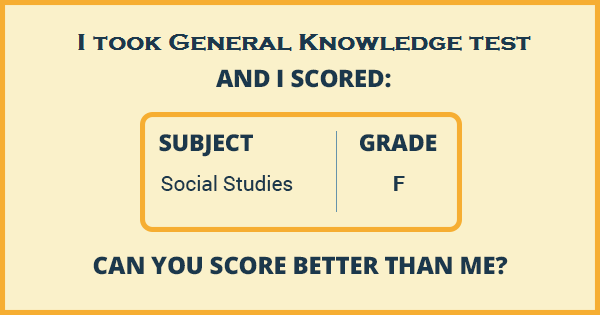 I took General Knowledge test
AND I SCORED:
SUBJECT GRADE
Social Studies F
CAN YOU SCORE BETTER THAN ME?